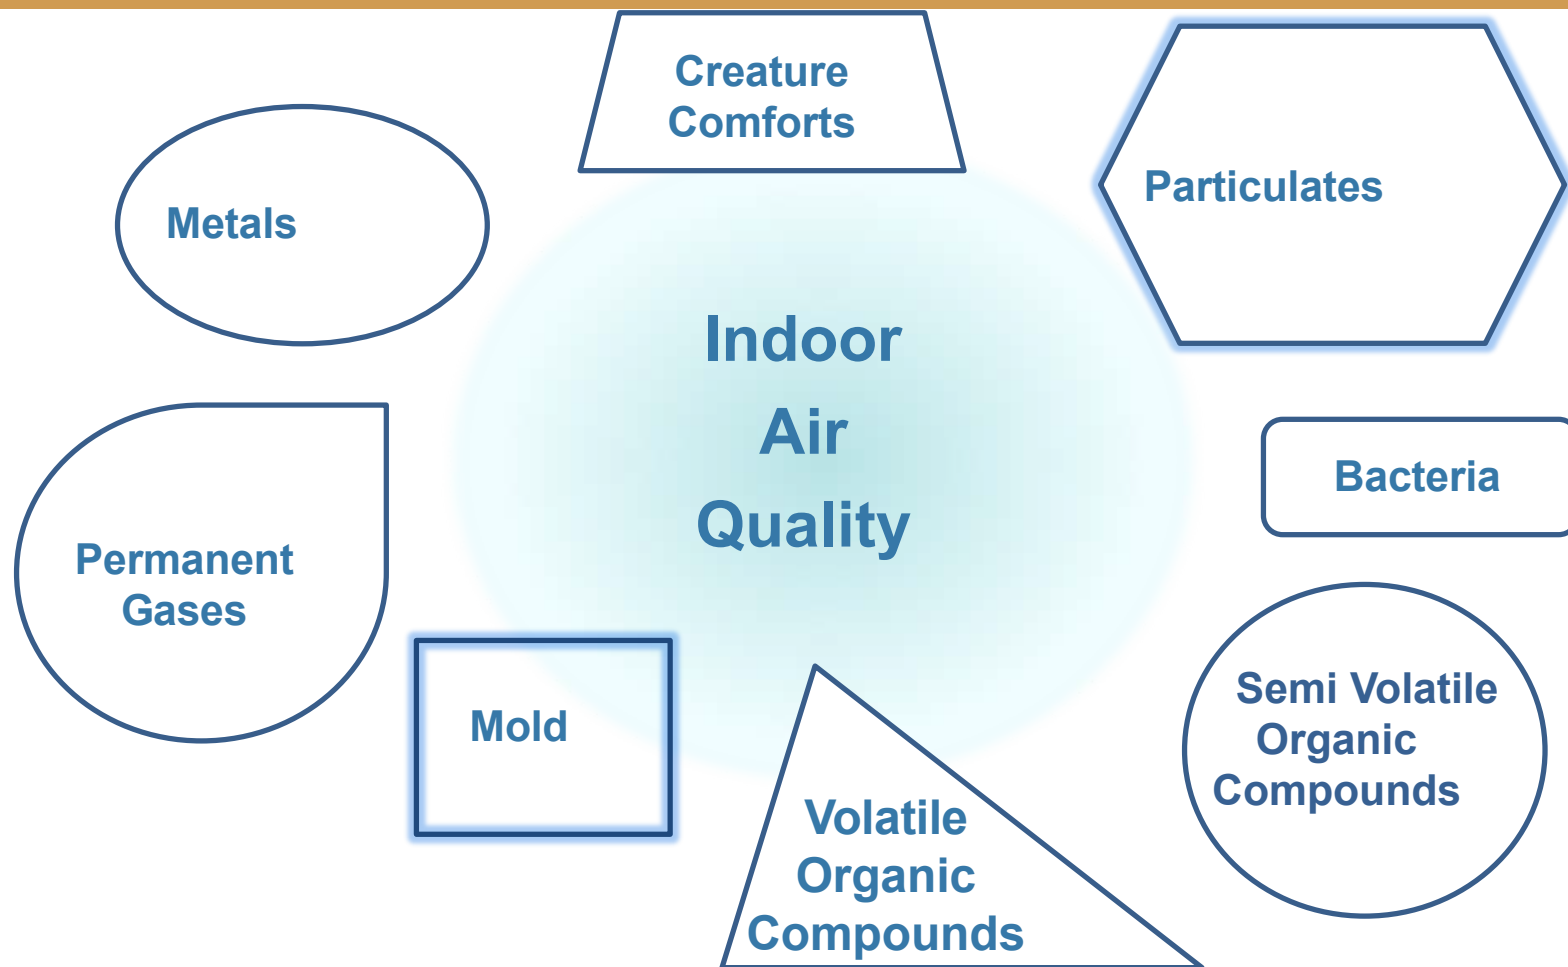 Creature
Comforts
Particulates
Metals
Indoor
Air
Quality
Bacteria
Permanent
Gases
Mold
Semi Volatile
Organic
Compounds
Volatile
Organic
Compounds